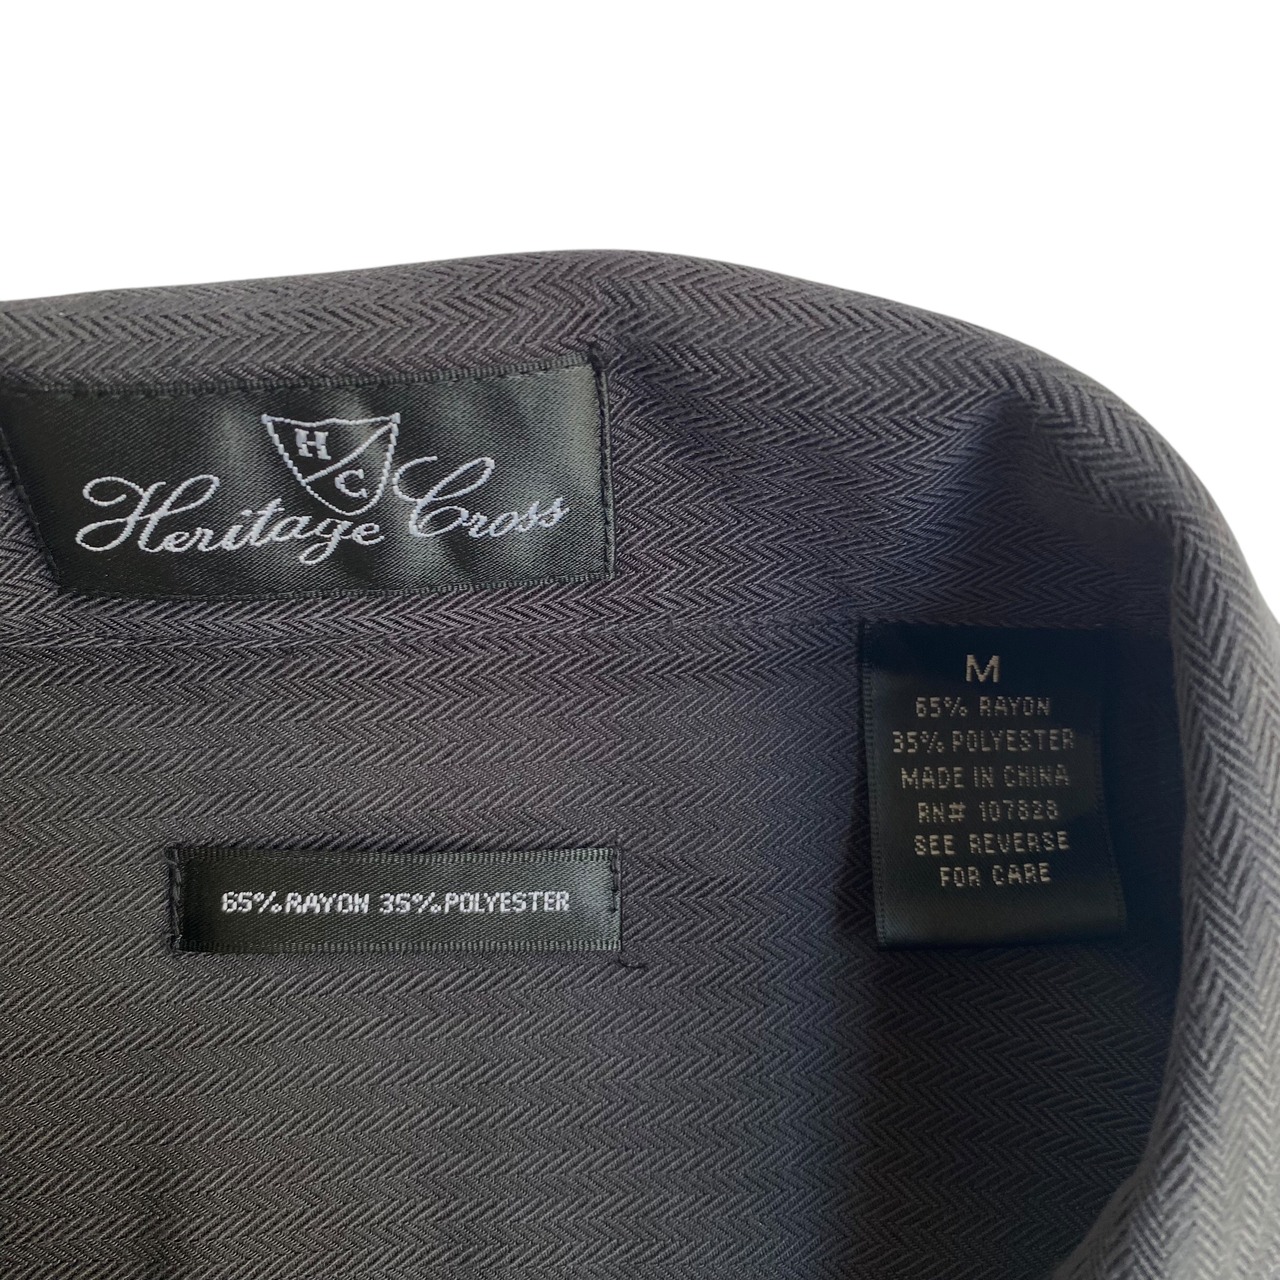 H
C
Heritage Cross
M
65% RAYON
35% POLYESTER
MADE IN CHINA
RN# 107828
SEE REVERSE
FOR CARE
65% RAYON 35% POLYESTER